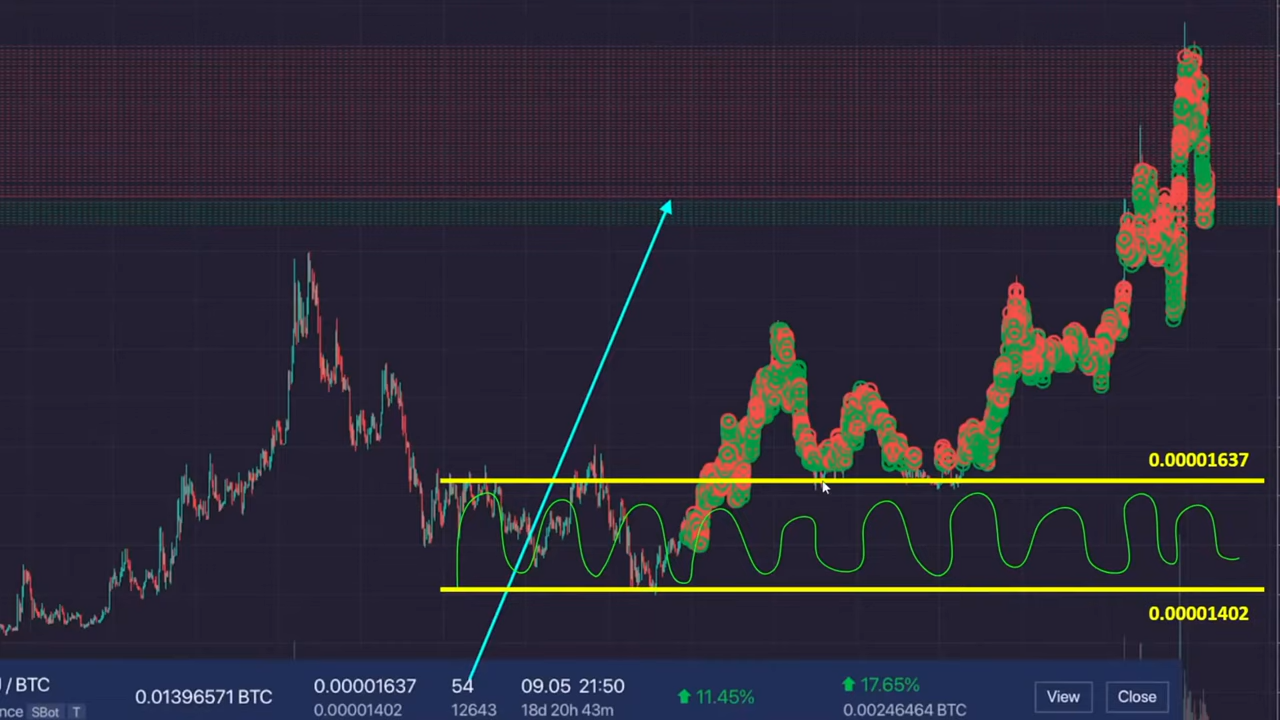 0.00001637
0.00001402
/ BTC
nce SBot T
0.01396571 BTC
0.00001637
0.00001402
54
12643
09.05 21:50
18d 20h 43m
11.45%
17.65%
0.00246464 BTC
View
Close